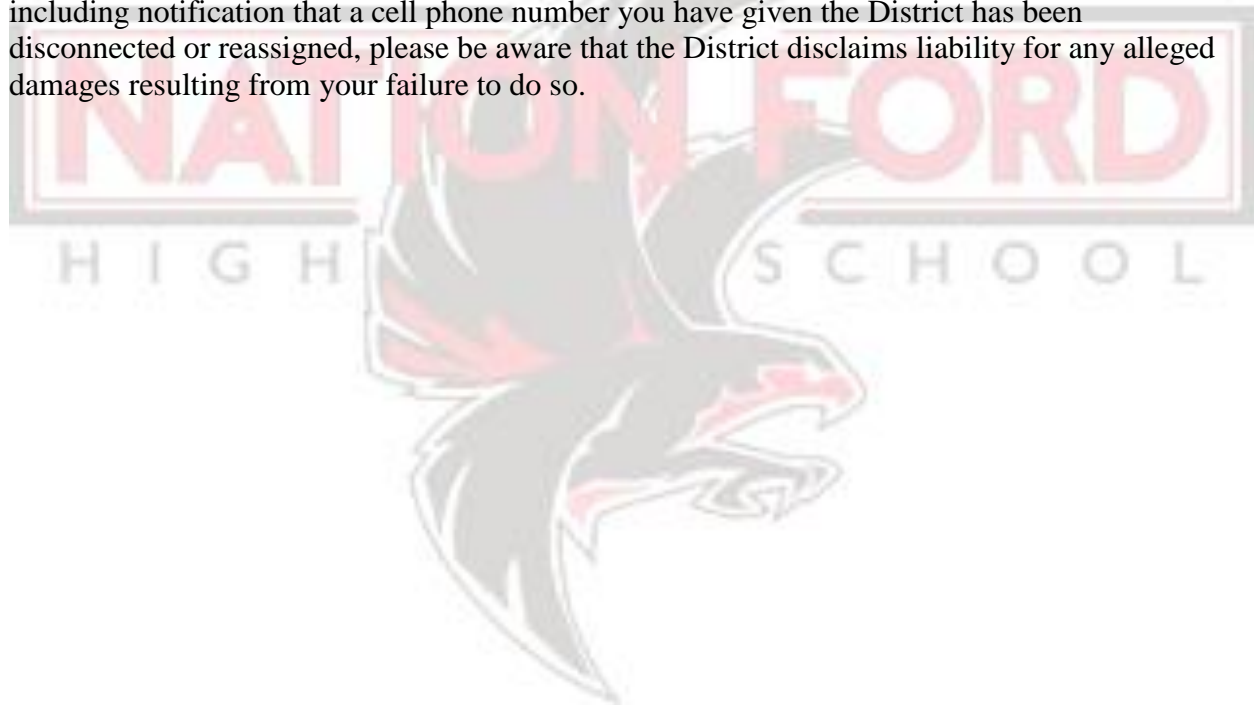 including notification that a cell phone number you have given the District has been
disconnected or reassigned, please be aware that the District disclaims liability for any alleged
damages resulting from your failure to do so.
NATION FORD
HIGH SCHOOL